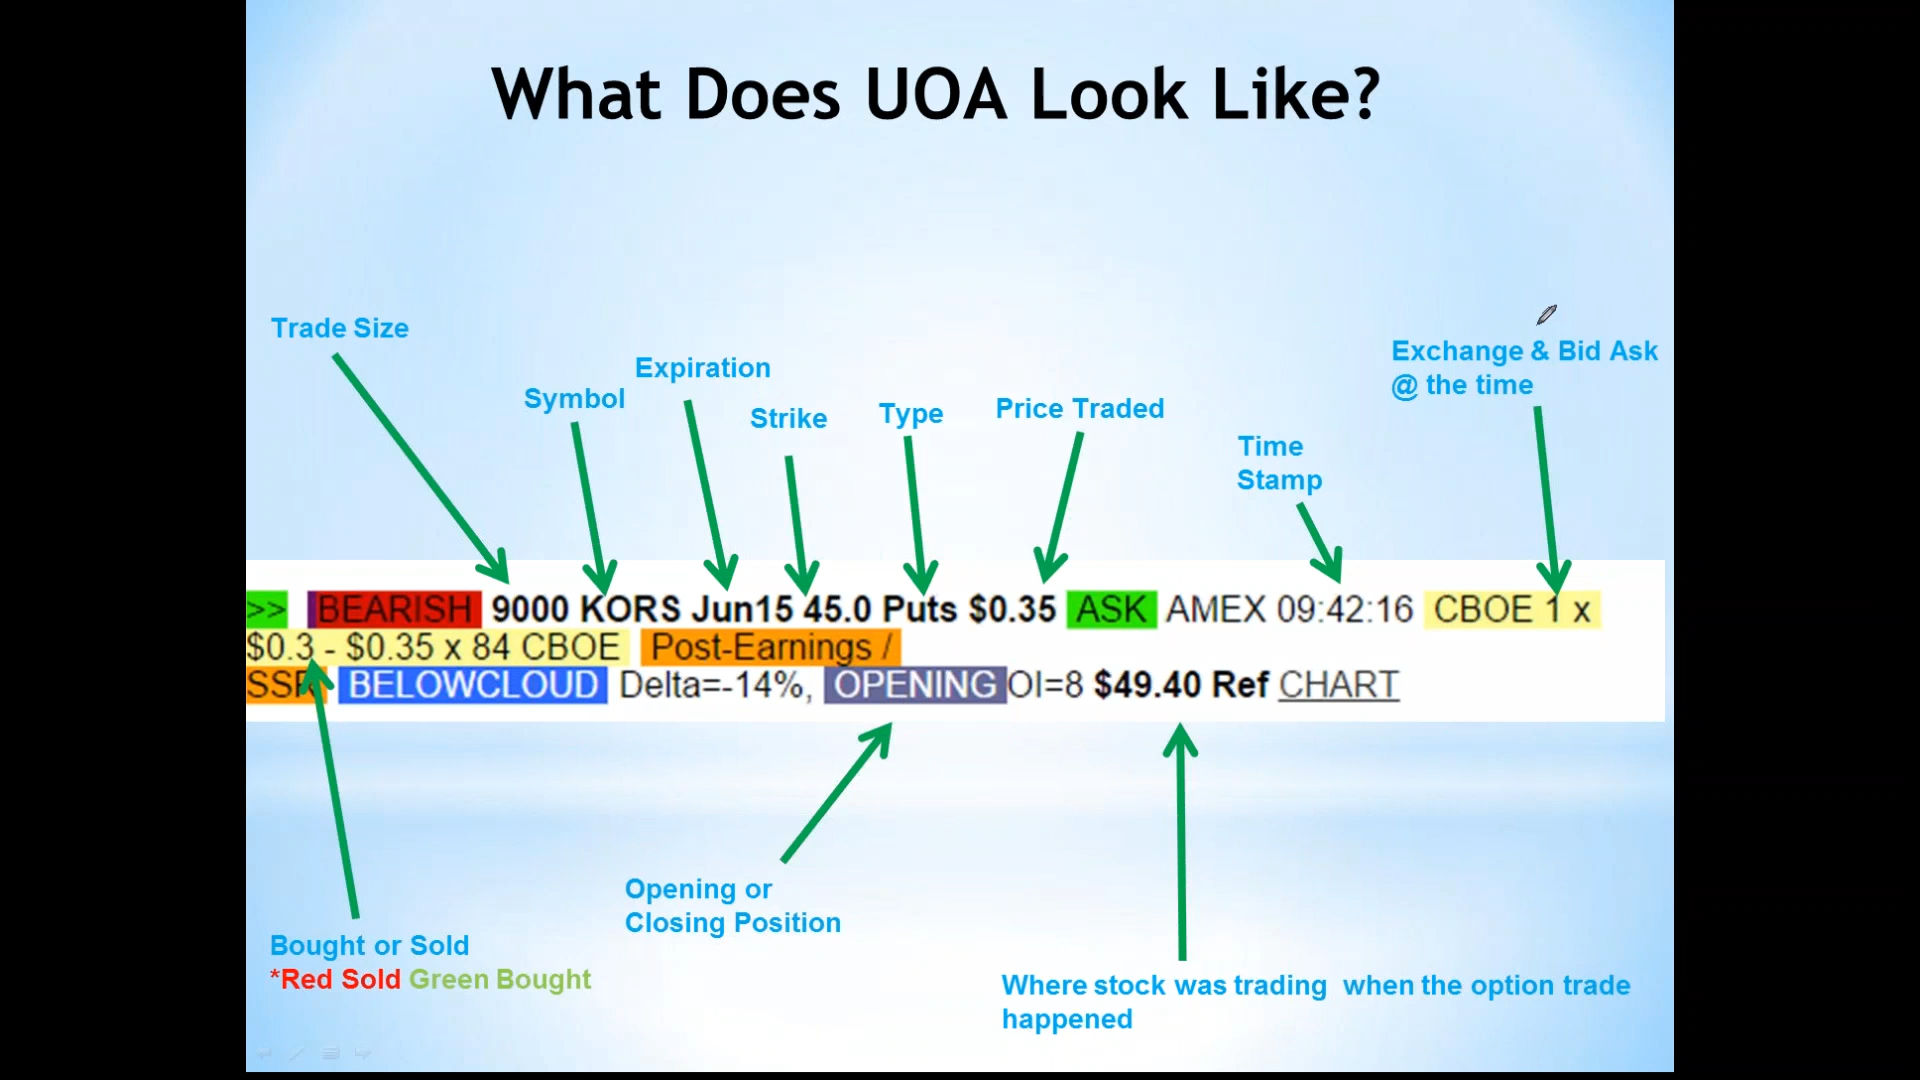 What Does UOA Look Like?
Trade Size
Expiration
Symbol
Strike
Type
Price Traded
Exchange & Bid Ask
@ the time
Time
Stamp
>> BEARISH 9000 KORS Jun15 45.0 Puts $0.35 ASK AMEX 09:42:16 CBOE 1 x
$0.3 - $0.35 x 84 CBOE Post-Earnings /
SSR BELOWCLOUD Delta=-14%, OPENING OI=8 $49.40 Ref CHART
Opening or
Closing Position
Bought or Sold
*Red Sold Green Bought
Where stock was trading when the option trade
happened